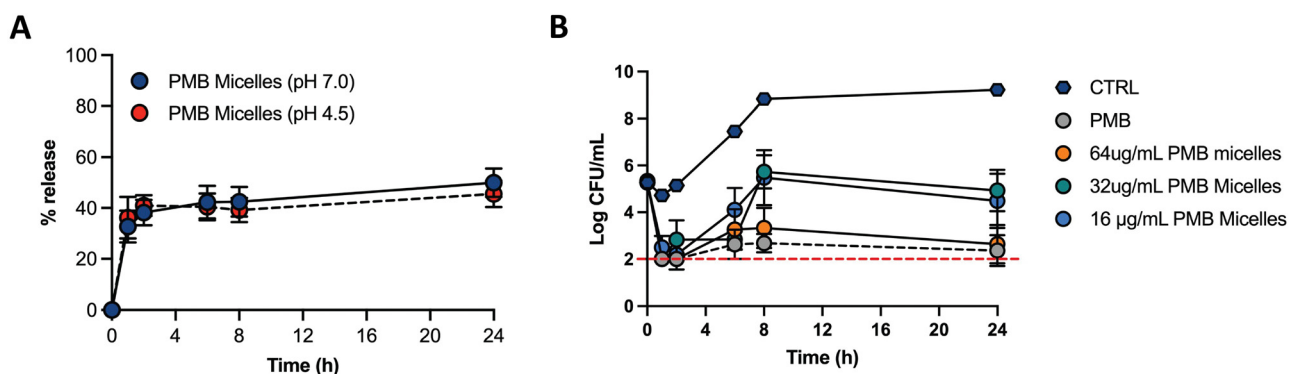 A
100
80
60
40
20
0
% release
PMB Micelles (pH 7.0)
PMB Micelles (pH 4.5)
0 4 8 12 16 20 24
Time (h)
B
10
8
6
4
2
0
Log CFU/mL
0 4 8 12 16 20 24
Time (h)
CTRL
PMB
64ug/mL PMB micelles
32ug/mL PMB Micelles
16 µg/mL PMB Micelles